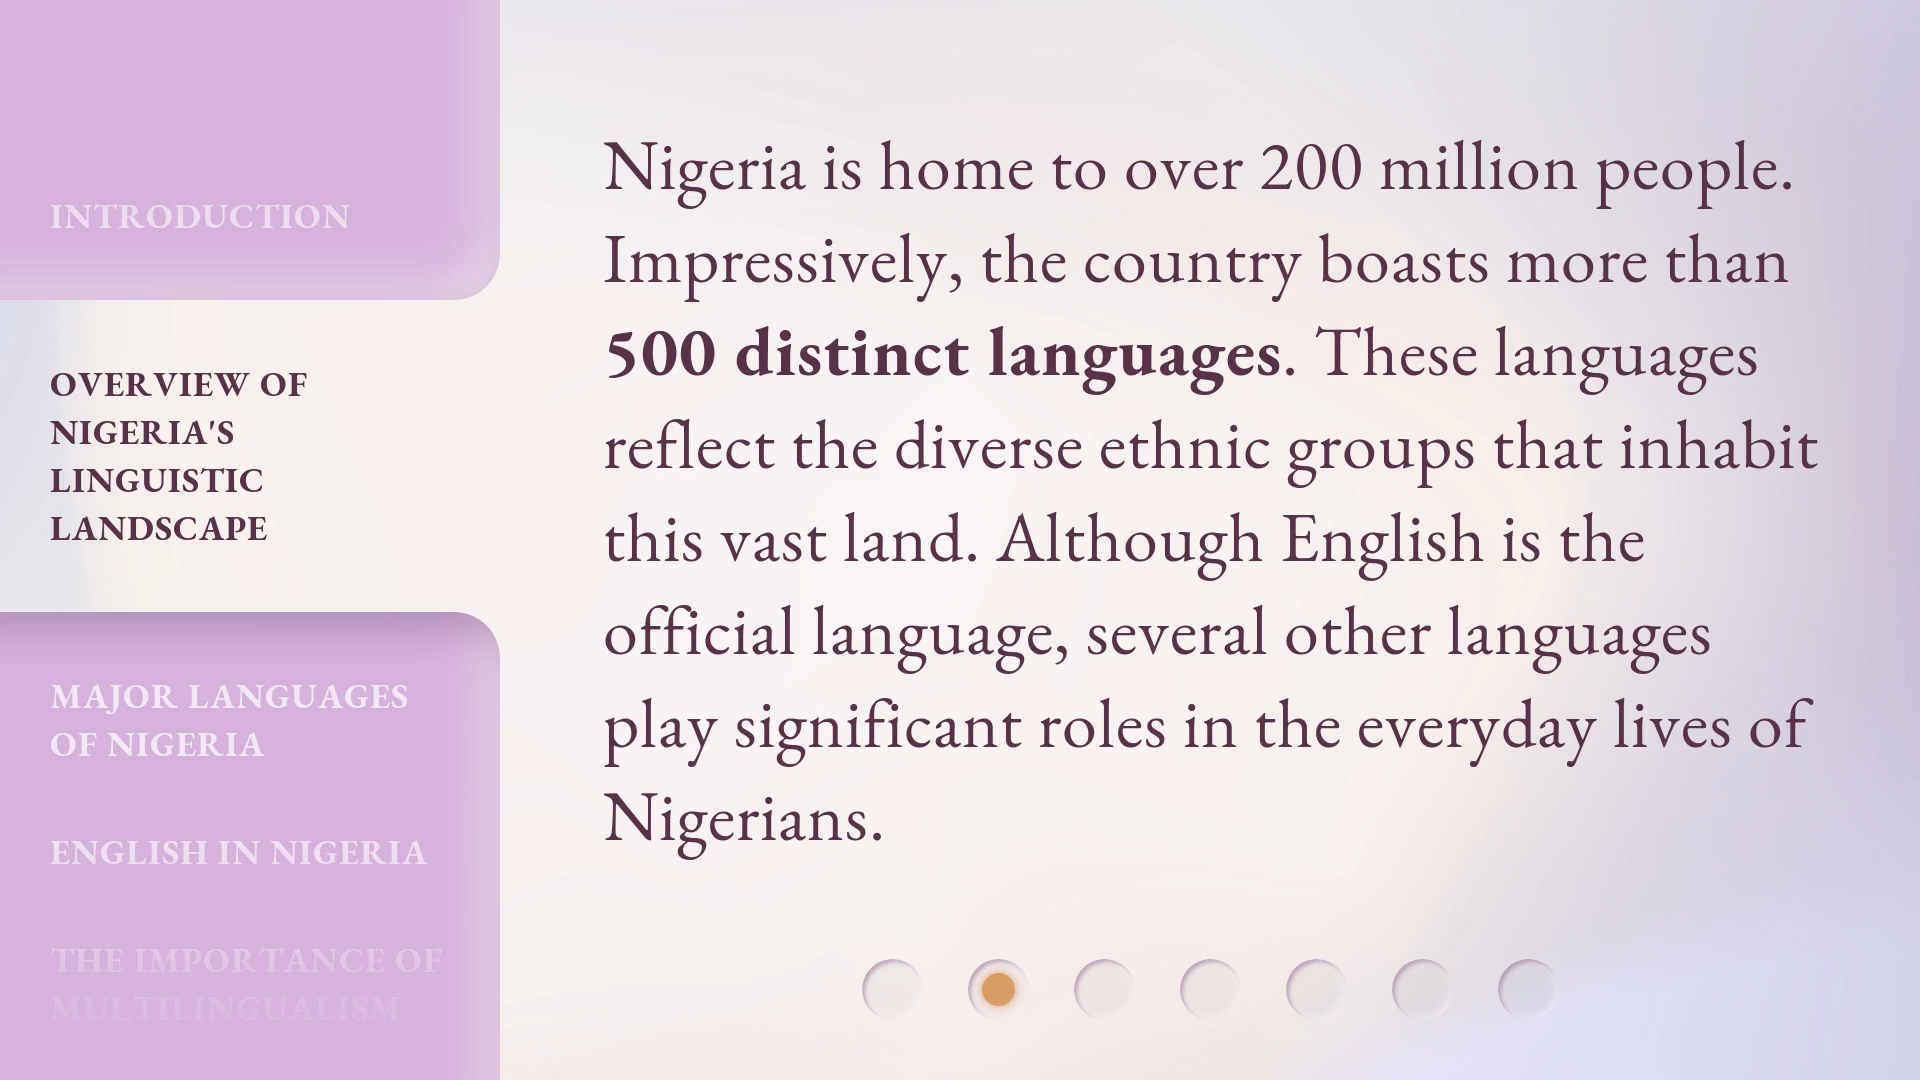 INTRODUCTION
OVERVIEW OF
NIGERIA'S
LINGUISTIC
LANDSCAPE
MAJOR LANGUAGES
OF NIGERIA
ENGLISH IN NIGERIA
THE IMPORTANCE OF
MULTILINGUALISM
Nigeria is home to over 200 million people.
Impressively, the country boasts more than
500 distinct languages. These languages
reflect the diverse ethnic groups that inhabit
this vast land. Although English is the
official language, several other languages
play significant roles in the everyday lives of
Nigerians.